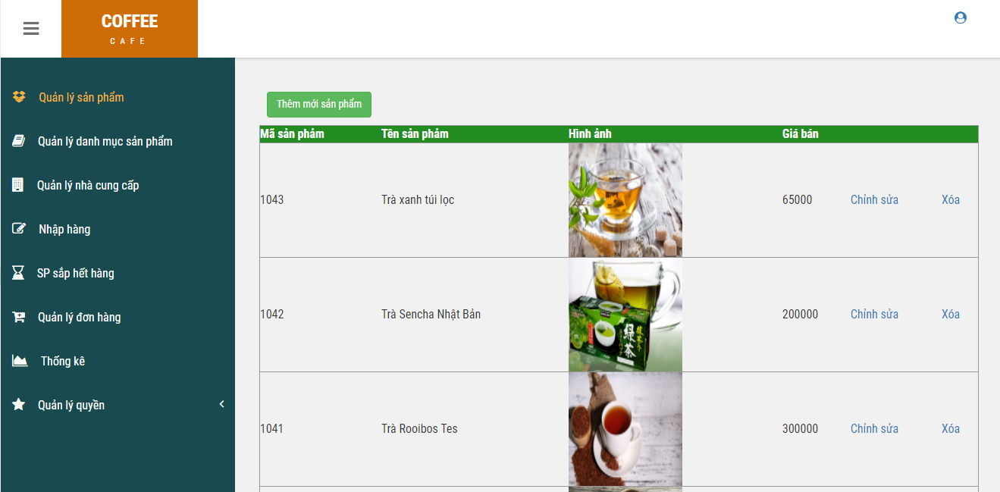 COFFEE
CAFE
Quản lý sản phẩm
Quản lý danh mục sản phẩm
Quản lý nhà cung cấp
Nhập hàng
SP sắp hết hàng
Quản lý đơn hàng
Thống kê
Quản lý quyền
Thêm mới sản phẩm
Mã sản phảm Tên sản phảm Hình ảnh Giá bán
1043 Trà xanh túi lọc 65000 Chỉnh sửa Xóa
1042 Trà Sencha Nhật Bản 200000 Chỉnh sửa Xóa
緑茶
1041 Trà Rooibos Tes 300000 Chỉnh sửa Xóa